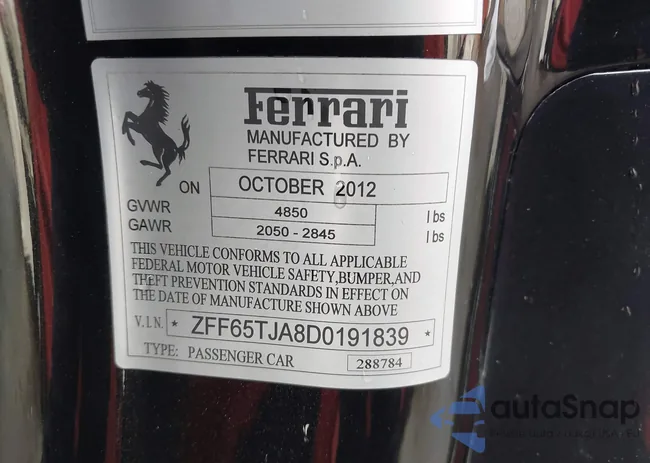 Ferrari
MANUFACTURED BY
FERRARI S.p.A.
ON OCTOBER 2012
GVWR 4850 lbs
GAWR 2050 - 2845 lbs
THIS VEHICLE CONFORMS TO ALL APPLICABLE
FEDERAL MOTOR VEHICLE SAFETY,BUMPER,AND
THEFT PREVENTION STANDARDS IN EFFECT ON
THE DATE OF MANUFACTURE SHOWN ABOVE
V.I.N. * ZFF65TJA8D0191839 *
TYPE: PASSENGER CAR 288784
autaSnap